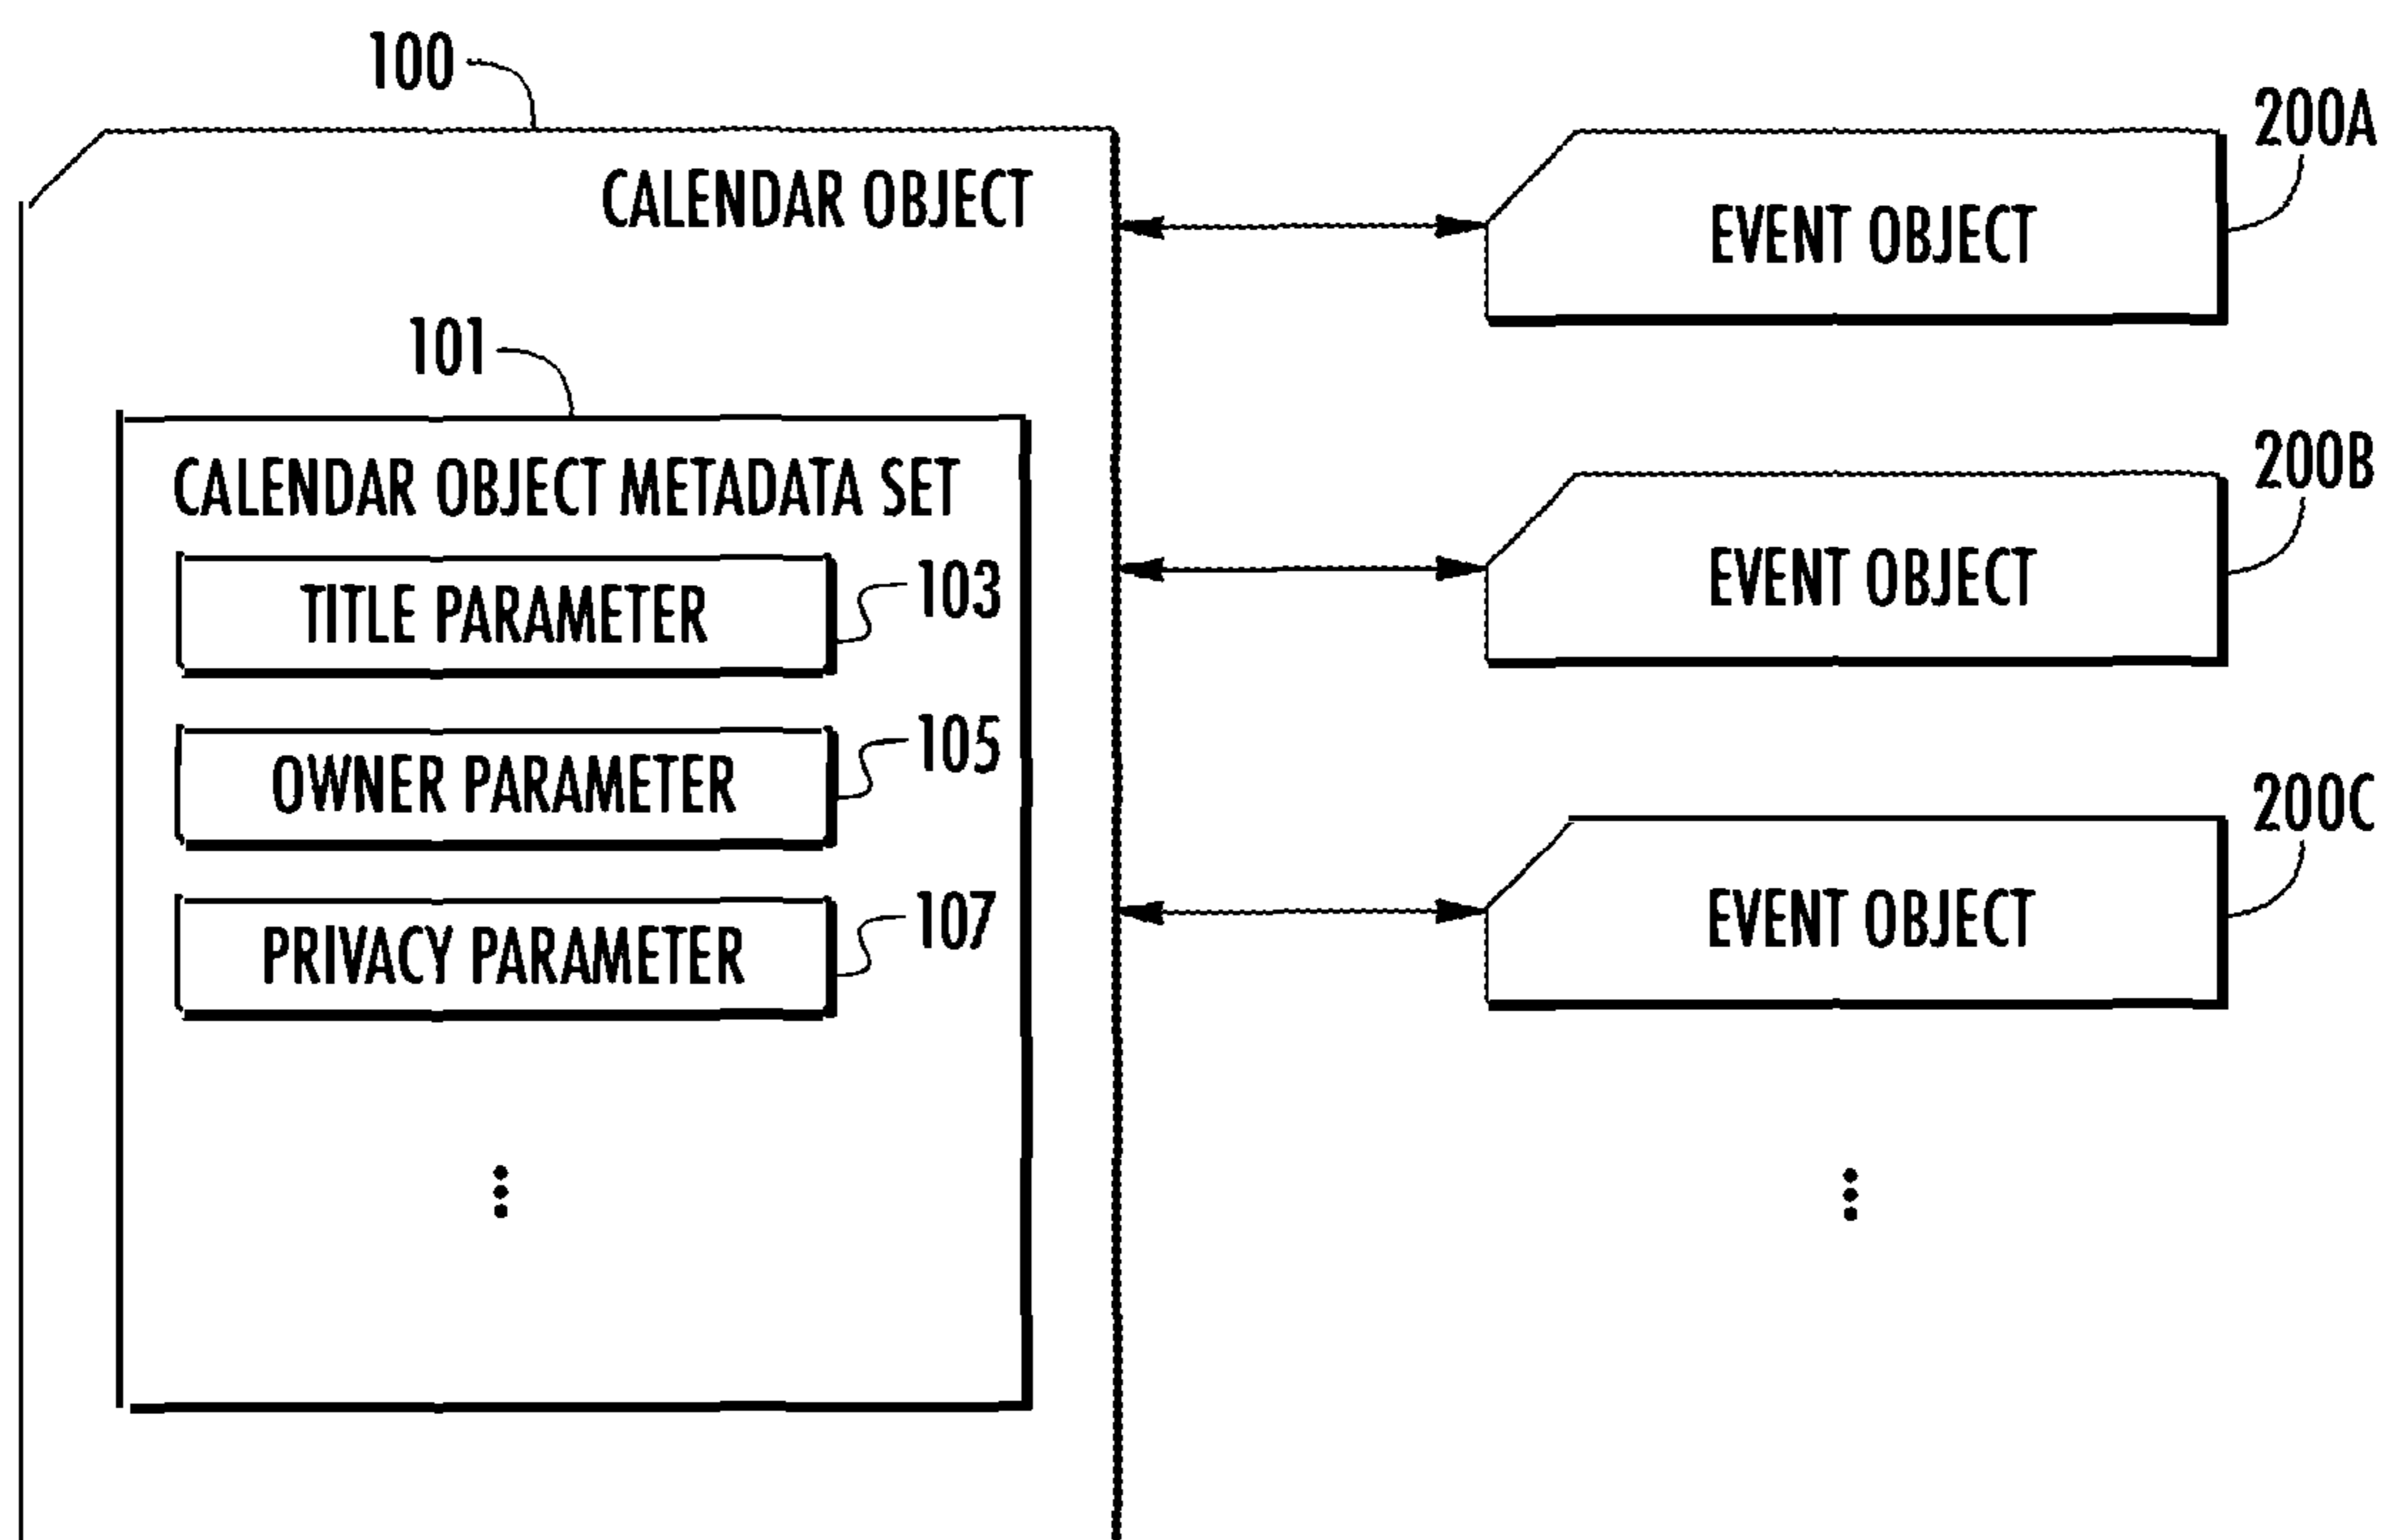 100
CALENDAR OBJECT
101
CALENDAR OBJECT METADATA SET
TITLE PARAMETER
103
OWNER PARAMETER
105
PRIVACY PARAMETER
107
200A
EVENT OBJECT
200B
EVENT OBJECT
200C
EVENT OBJECT